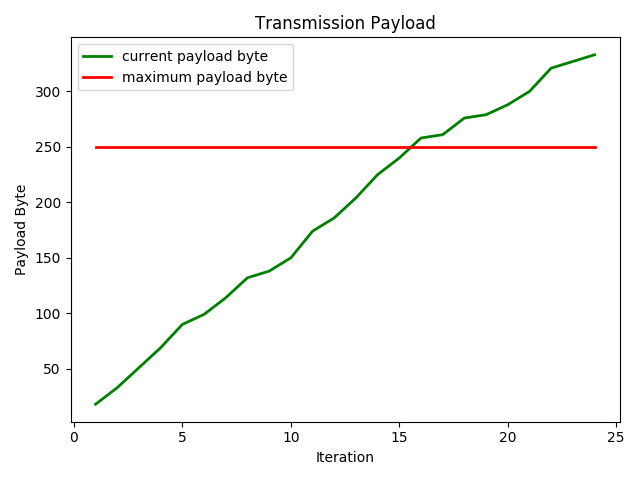 Transmission Payload
current payload byte
maximum payload byte
Payload Byte
300
250
200
150
100
50
0
5
10
15
20
25
Iteration